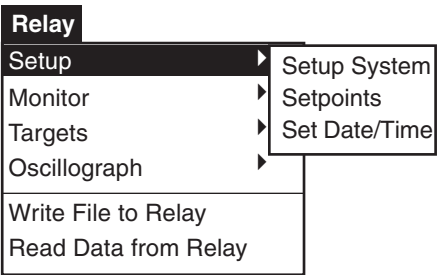 Relay
Setup
Setup System
Setpoints
Set Date/Time
Monitor
Targets
Oscillograph
Write File to Relay
Read Data from Relay